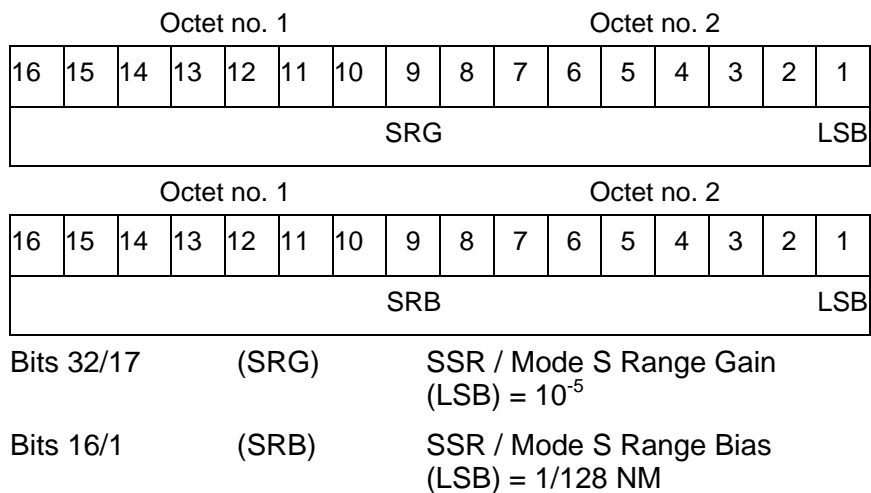 Octet no. 1 Octet no. 2
16 15 14 13 12 11 10 9 8 7 6 5 4 3 2 1
SRG LSB
Octet no. 1 Octet no. 2
16 15 14 13 12 11 10 9 8 7 6 5 4 3 2 1
SRB LSB
Bits 32/17 (SRG) SSR / Mode S Range Gain
(LSB) = 10⁻⁵
Bits 16/1 (SRB) SSR / Mode S Range Bias
(LSB) = 1/128 NM